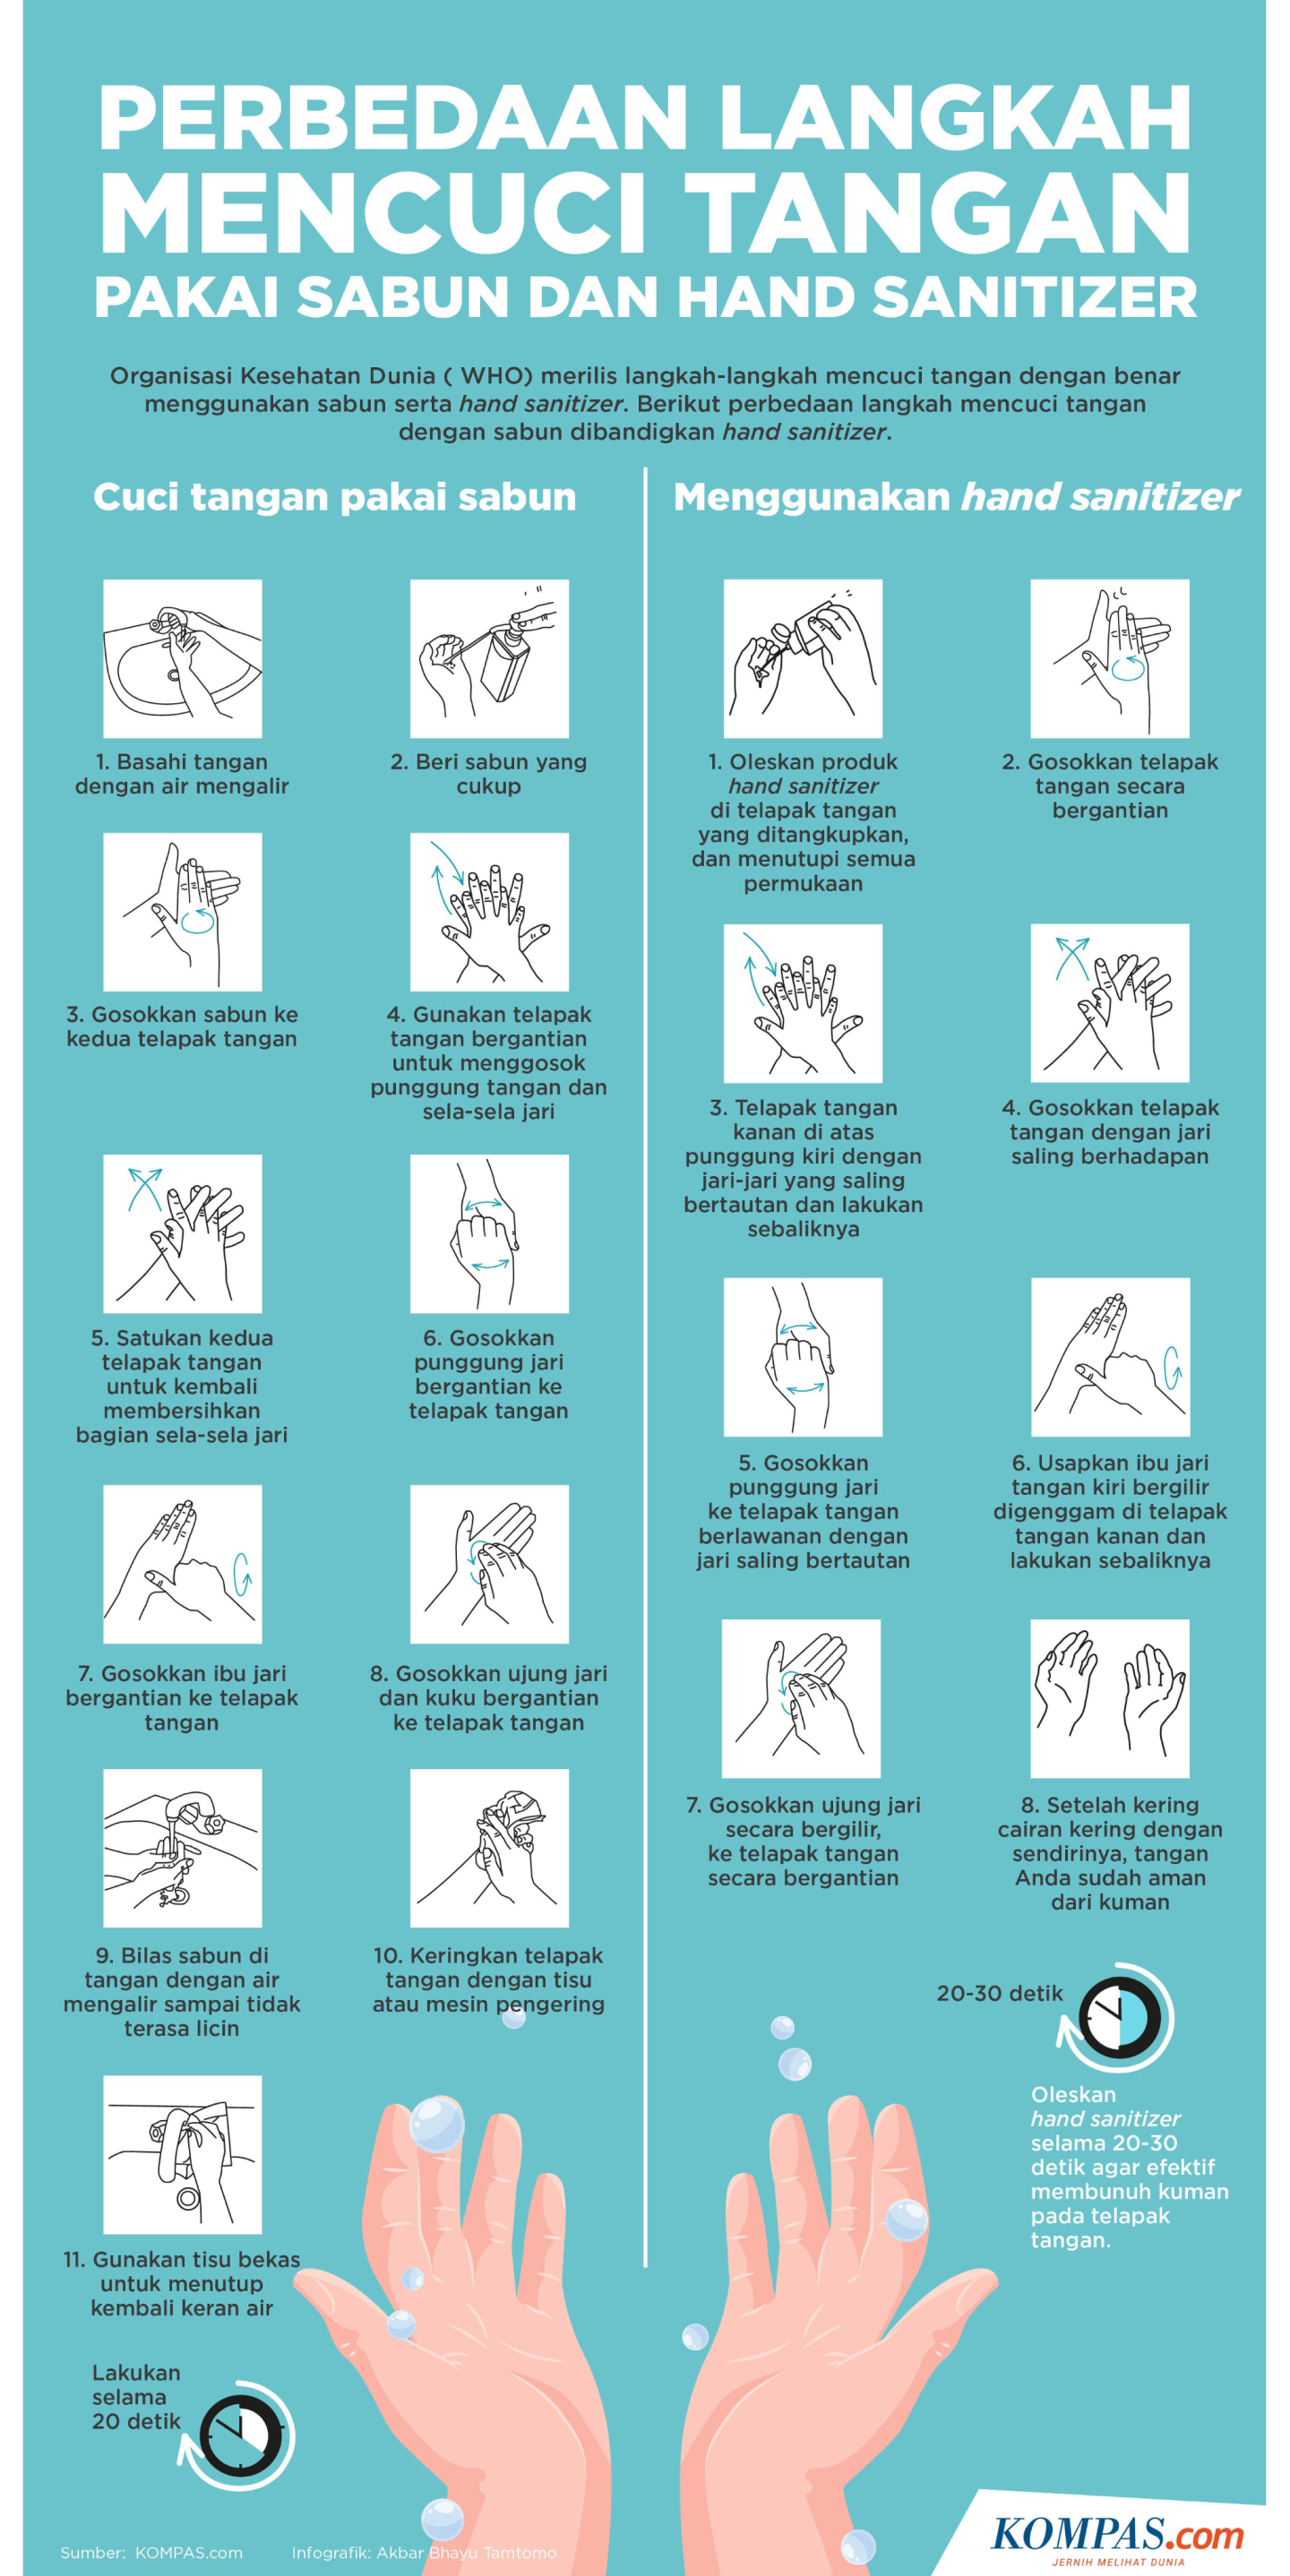 PERBEDAAN LANGKAH
MENCUCI TANGAN
PAKAI SABUN DAN HAND SANITIZER
Organisasi Kesehatan Dunia ( WHO) merilis langkah-langkah mencuci tangan dengan benar
menggunakan sabun serta hand sanitizer. Berikut perbedaan langkah mencuci tangan
dengan sabun dibandigkan hand sanitizer.
Cuci tangan pakai sabun
1. Basahi tangan
dengan air mengalir
2. Beri sabun yang
cukup
3. Gosokkan sabun ke
kedua telapak tangan
4. Gunakan telapak
tangan bergantian
untuk menggosok
punggung tangan dan
sela-sela jari
5. Satukan kedua
telapak tangan
untuk kembali
membersihkan
bagian sela-sela jari
6. Gosokkan
punggung jari
bergantian ke
telapak tangan
7. Gosokkan ibu jari
bergantian ke telapak
tangan
8. Gosokkan ujung jari
dan kuku bergantian
ke telapak tangan
9. Bilas sabun di
tangan dengan air
mengalir sampai tidak
terasa licin
10. Keringkan telapak
tangan dengan tisu
atau mesin pengering
11. Gunakan tisu bekas
untuk menutup
kembali keran air
Lakukan
selama
20 detik
Menggunakan hand sanitizer
1. Oleskan produk
hand sanitizer
di telapak tangan
yang ditangkupkan,
dan menutupi semua
permukaan
2. Gosokkan telapak
tangan secara
bergantian
3. Telapak tangan
kanan di atas
punggung kiri dengan
jari-jari yang saling
bertautan dan lakukan
sebaliknya
4. Gosokkan telapak
tangan dengan jari
saling berhadapan
5. Gosokkan
punggung jari
ke telapak tangan
berlawanan dengan
jari saling bertautan
6. Usapkan ibu jari
tangan kiri bergilir
digenggam di telapak
tangan kanan dan
lakukan sebaliknya
7. Gosokkan ujung jari
secara bergilir,
ke telapak tangan
secara bergantian
8. Setelah kering
cairan kering dengan
sendirinya, tangan
Anda sudah aman
dari kuman
20-30 detik
Oleskan
hand sanitizer
selama 20-30
detik agar efektif
membunuh kuman
pada telapak
tangan.
Sumber: KOMPAS.com
Infografik: Akbar Bhayu Tamtomo
KOMPAS.com
JERNIH MELIHAT DUNIA